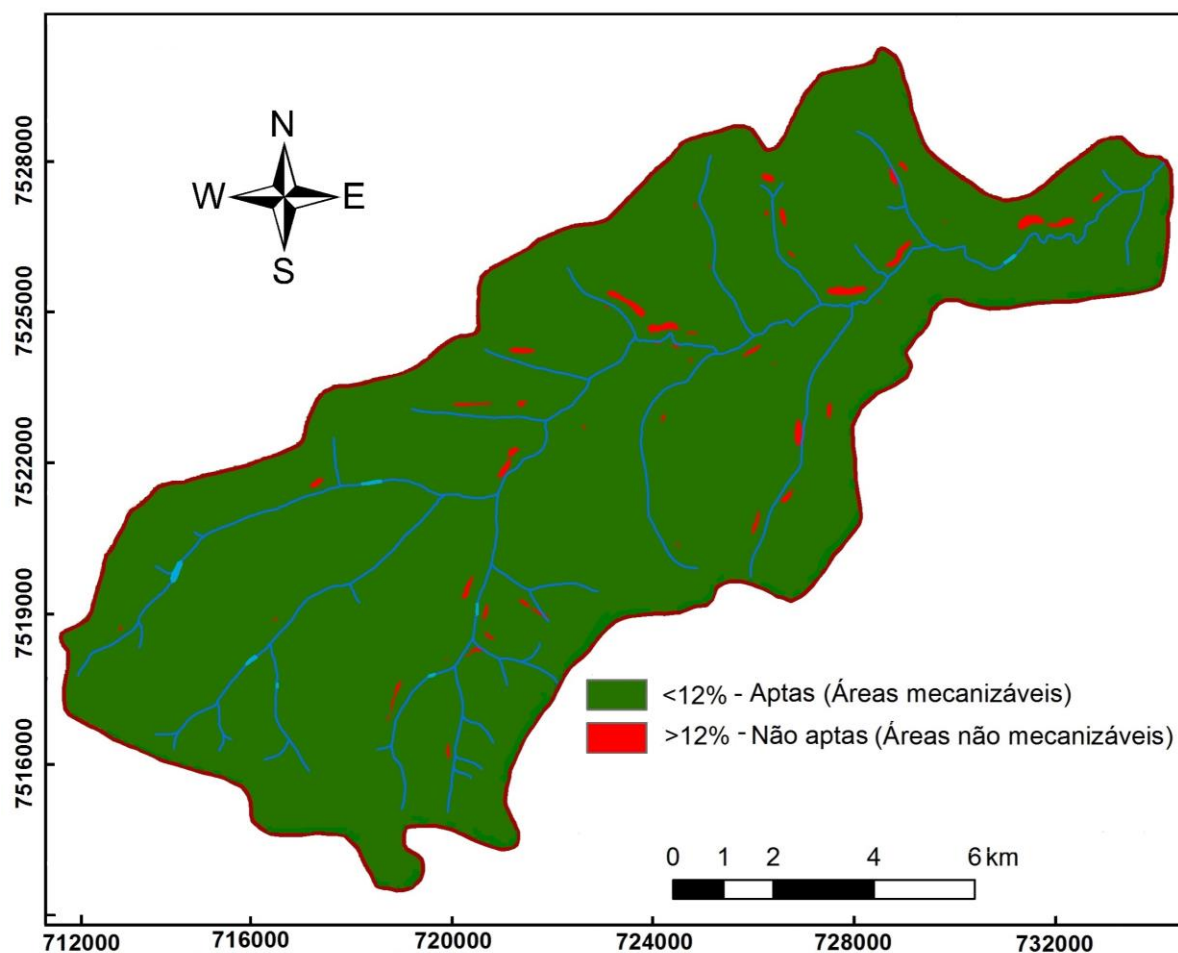 N
W E
S
7528000
7525000
7522000
7519000
7516000
<12% - Aptas (Áreas mecanizáveis)
>12% - Não aptas (Áreas não mecanizáveis)
0 1 2 4 6 km
712000 716000 720000 724000 728000 732000